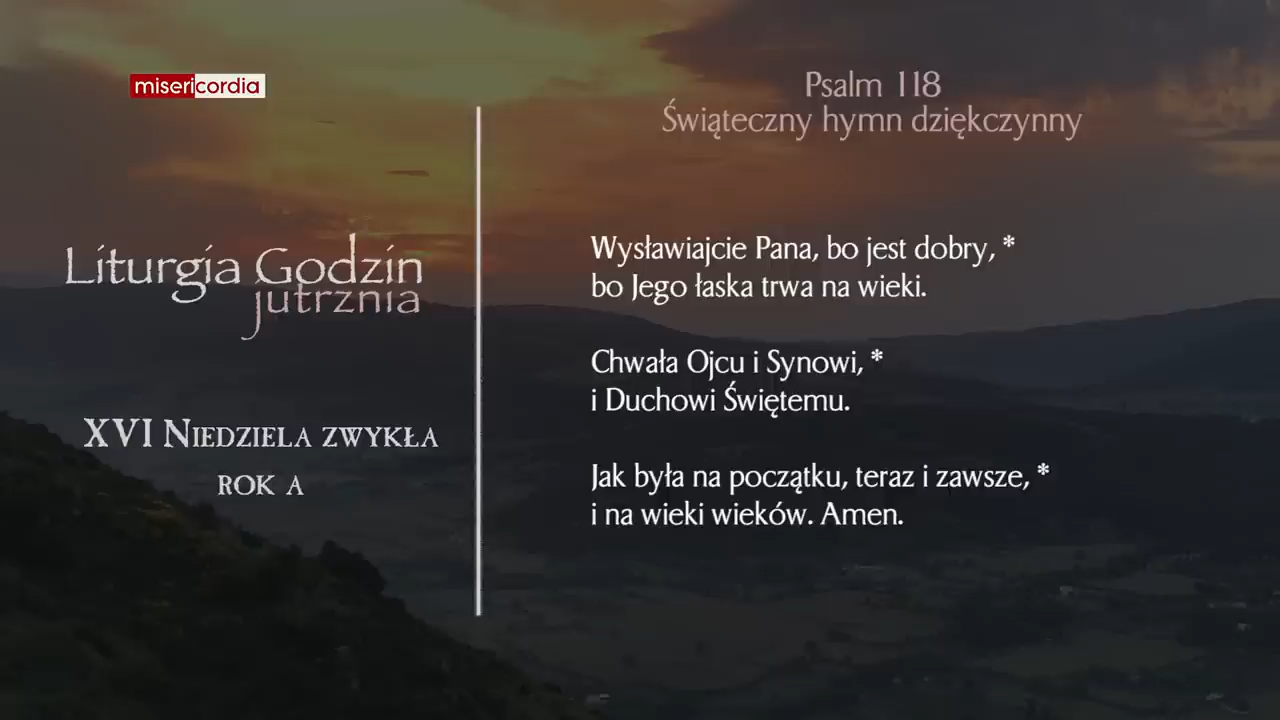 misericordia
Liturgia Godzin
jutrznia
XVI Niedziela zwykła
rok A
Psalm 118
Świąteczny hymn dziękczynny
Wysławiajcie Pana, bo jest dobry, *
bo Jego łaska trwa na wieki.
Chwała Ojcu i Synowi, *
i Duchowi Świętemu.
Jak była na początku, teraz i zawsze, *
i na wieki wieków. Amen.